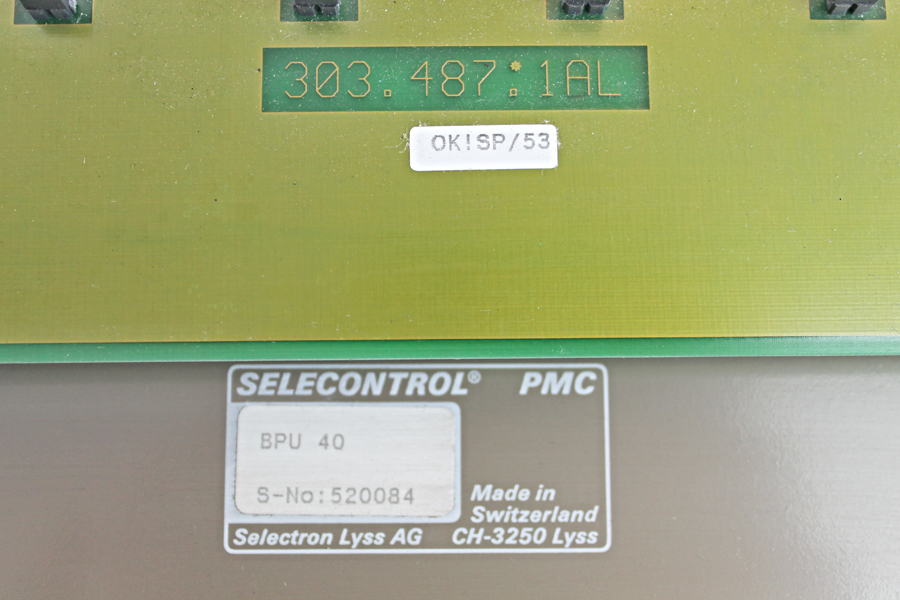 303.487:1AL
OK!SP/53
SELECONTROL® PMC
BPU 40
S-No:520084
Made in
Switzerland
Selectron Lyss AG CH-3250 Lyss